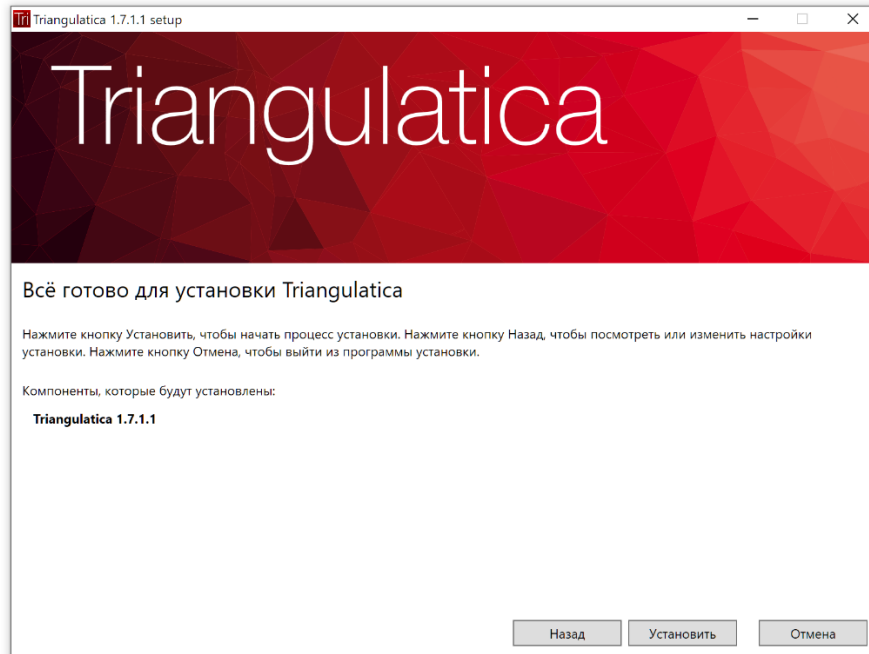 Tri Triangulatica 1.7.1.1 setup
Triangulatica
Всё готово для установки Triangulatica
Нажмите кнопку Установить, чтобы начать процесс установки. Нажмите кнопку Назад, чтобы посмотреть или изменить настройки
установки. Нажмите кнопку Отмена, чтобы выйти из программы установки.
Компоненты, которые будут установлены:
Triangulatica 1.7.1.1
Назад Установить Отмена